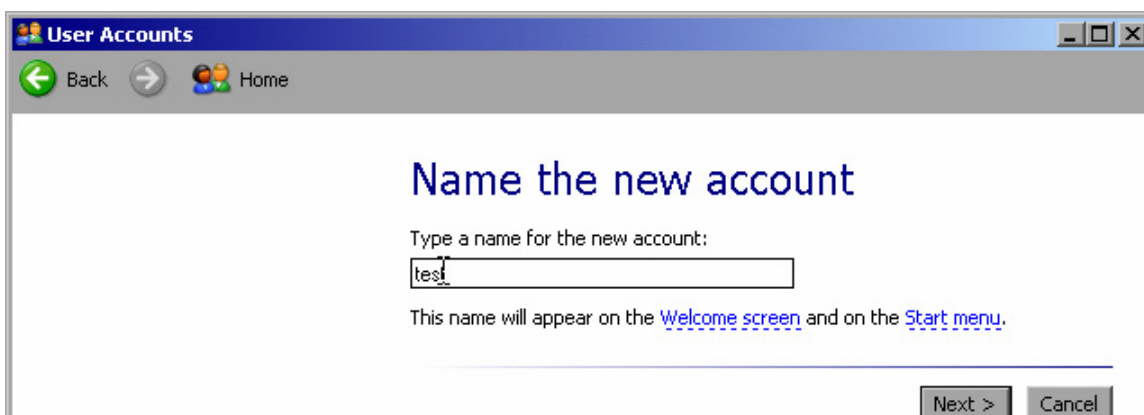 User Accounts
Back Home
Name the new account
Type a name for the new account:
test
This name will appear on the Welcome screen and on the Start menu.
Next > Cancel